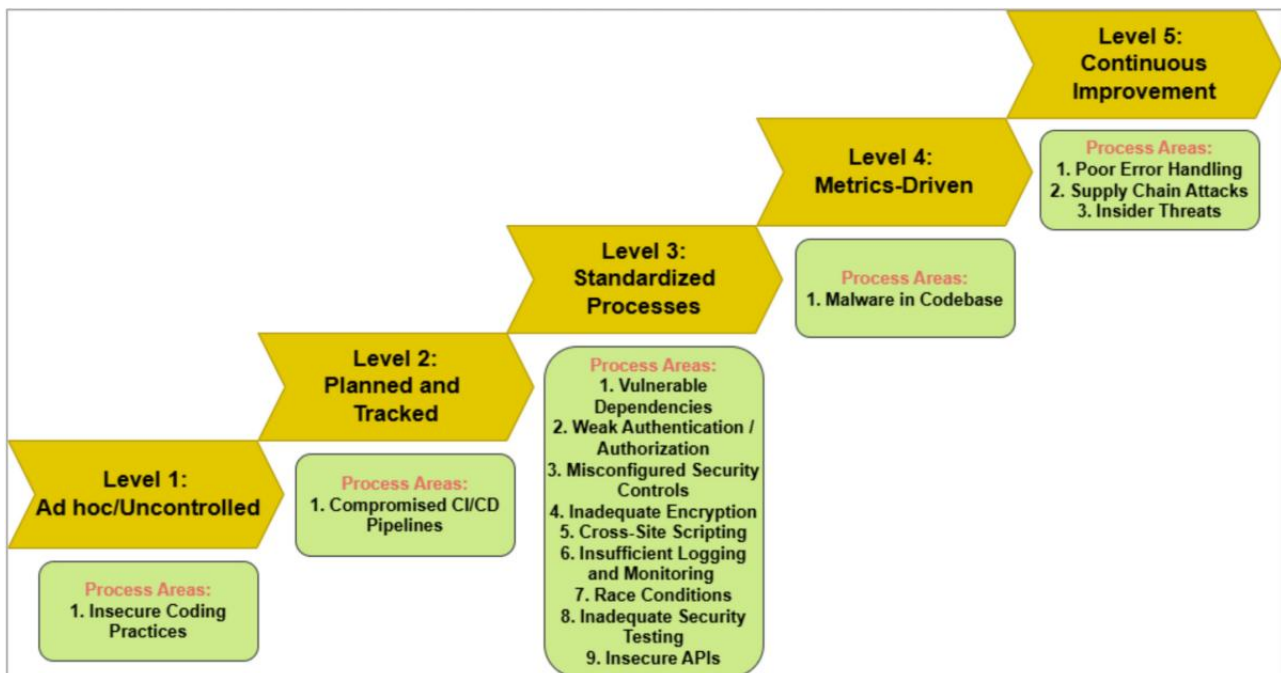 Level 1:
Ad hoc/Uncontrolled
Process Areas:
1. Insecure Coding
Practices
Level 2:
Planned and
Tracked
Process Areas:
1. Compromised CI/CD
Pipelines
Level 3:
Standardized
Processes
Process Areas:
1. Vulnerable
Dependencies
2. Weak Authentication /
Authorization
3. Misconfigured Security
Controls
4. Inadequate Encryption
5. Cross-Site Scripting
6. Insufficient Logging
and Monitoring
7. Race Conditions
8. Inadequate Security
Testing
9. Insecure APIs
Level 4:
Metrics-Driven
Process Areas:
1. Malware in Codebase
Level 5:
Continuous
Improvement
Process Areas:
1. Poor Error Handling
2. Supply Chain Attacks
3. Insider Threats